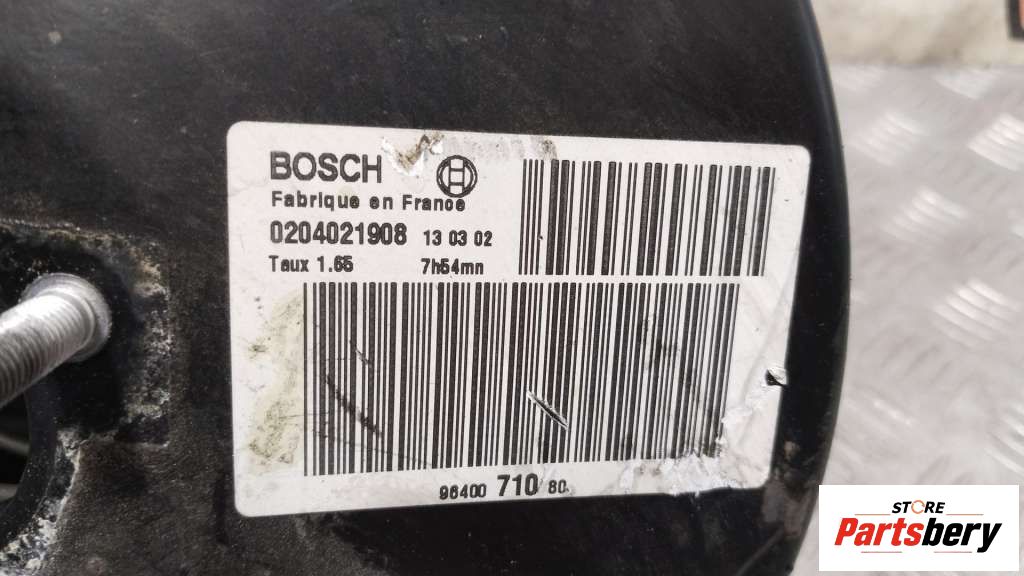 BOSCH
Fabrique en France
0204021908 13 03 02
Taux 1.65 7h54mn
96400 710 80
STORE
Partsbery